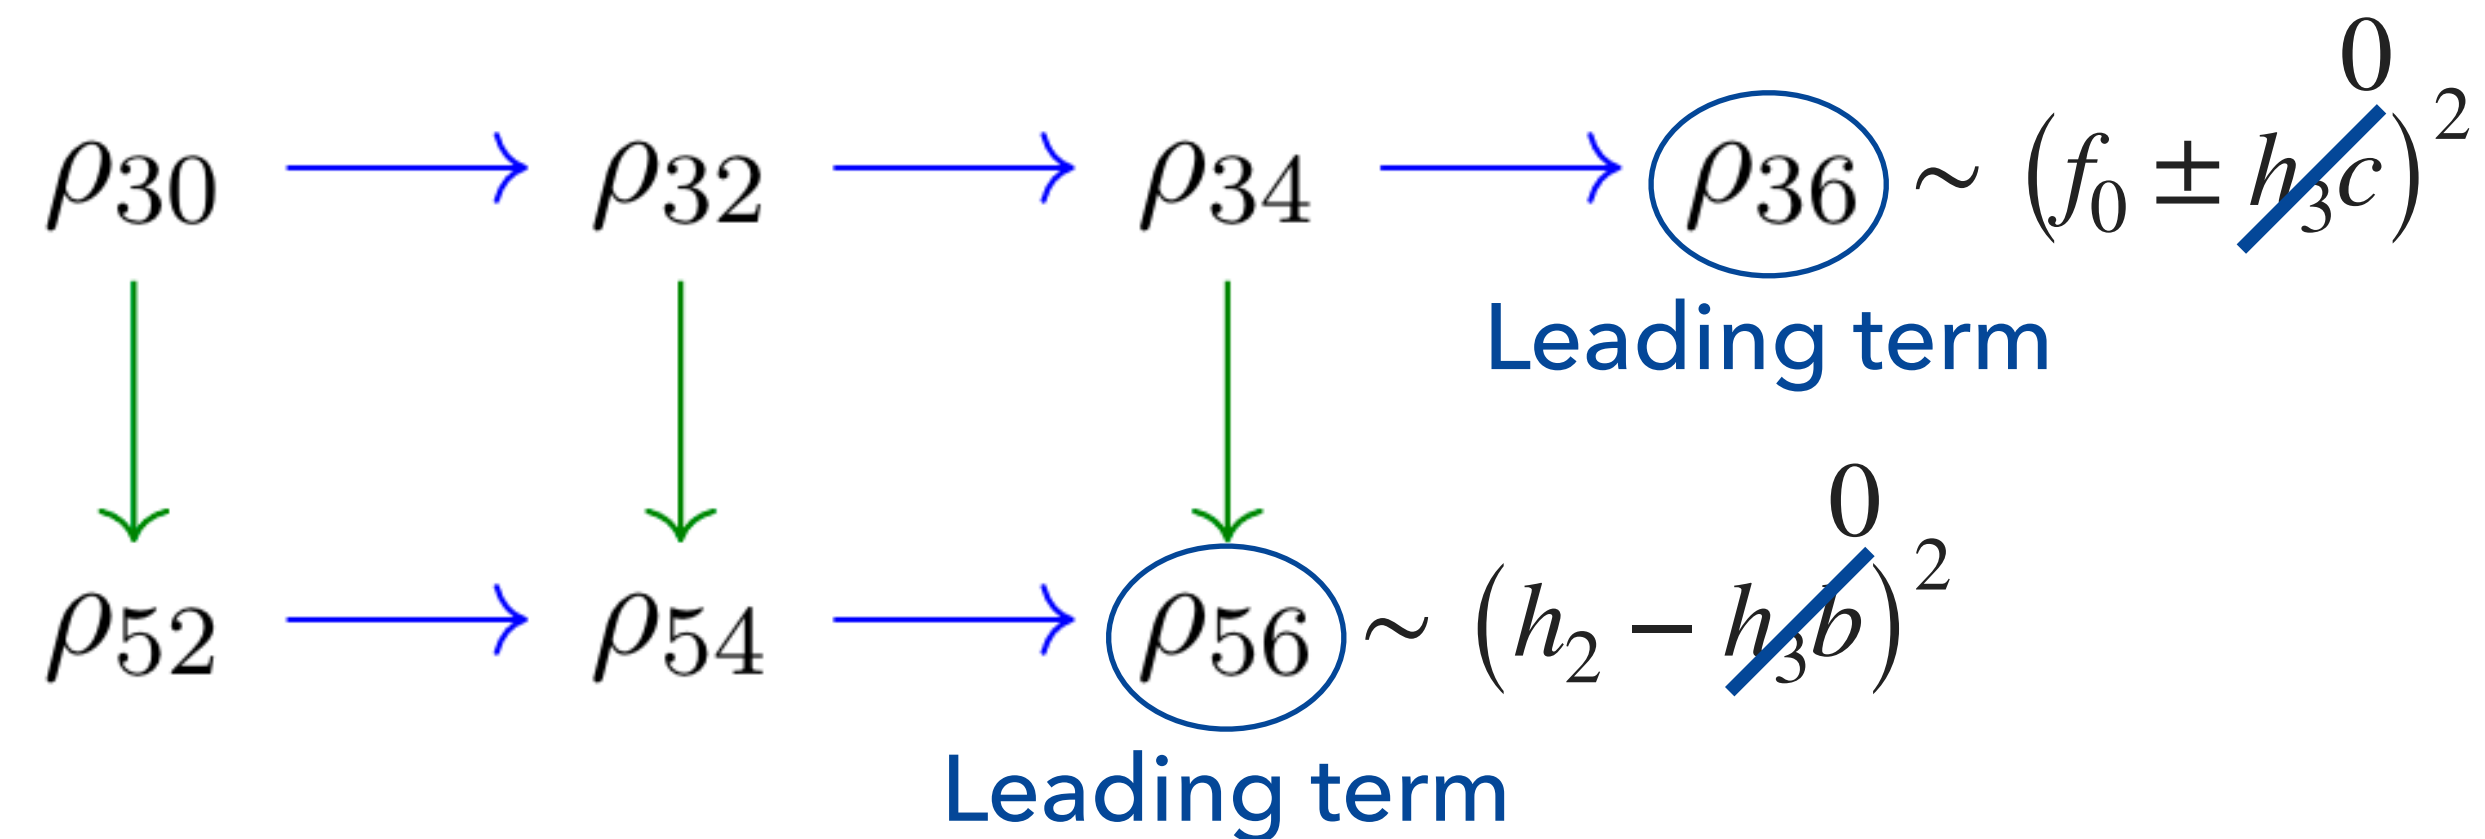 ρ₃₀ → ρ₃₂ → ρ₃₄ → ρ₃₆ ~ (f₀ ± h₃c)² 0
Leading term
ρ₅₂ → ρ₅₄ → ρ₅₆ ~ (h₂ − h₃b)² 0
Leading term